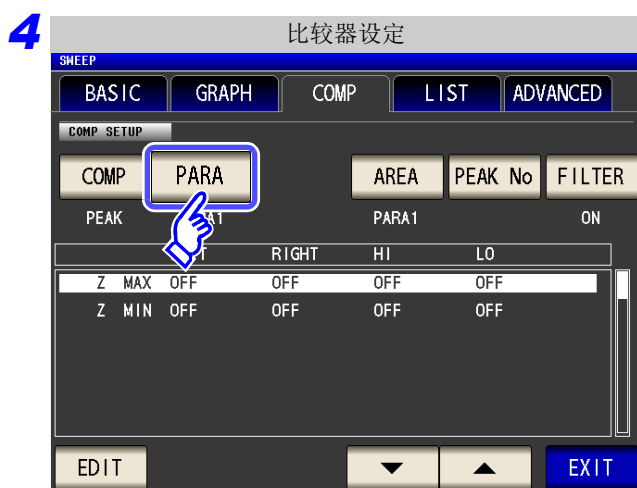 4
比较器设定
SWEEP
BASIC GRAPH COMP LIST ADVANCED
COMP SETUP
COMP PARA AREA PEAK No FILTER
PEAK PARA1 ON
RIGHT HI LO
Z MAX OFF OFF OFF OFF
Z MIN OFF OFF OFF OFF
EDIT EXIT